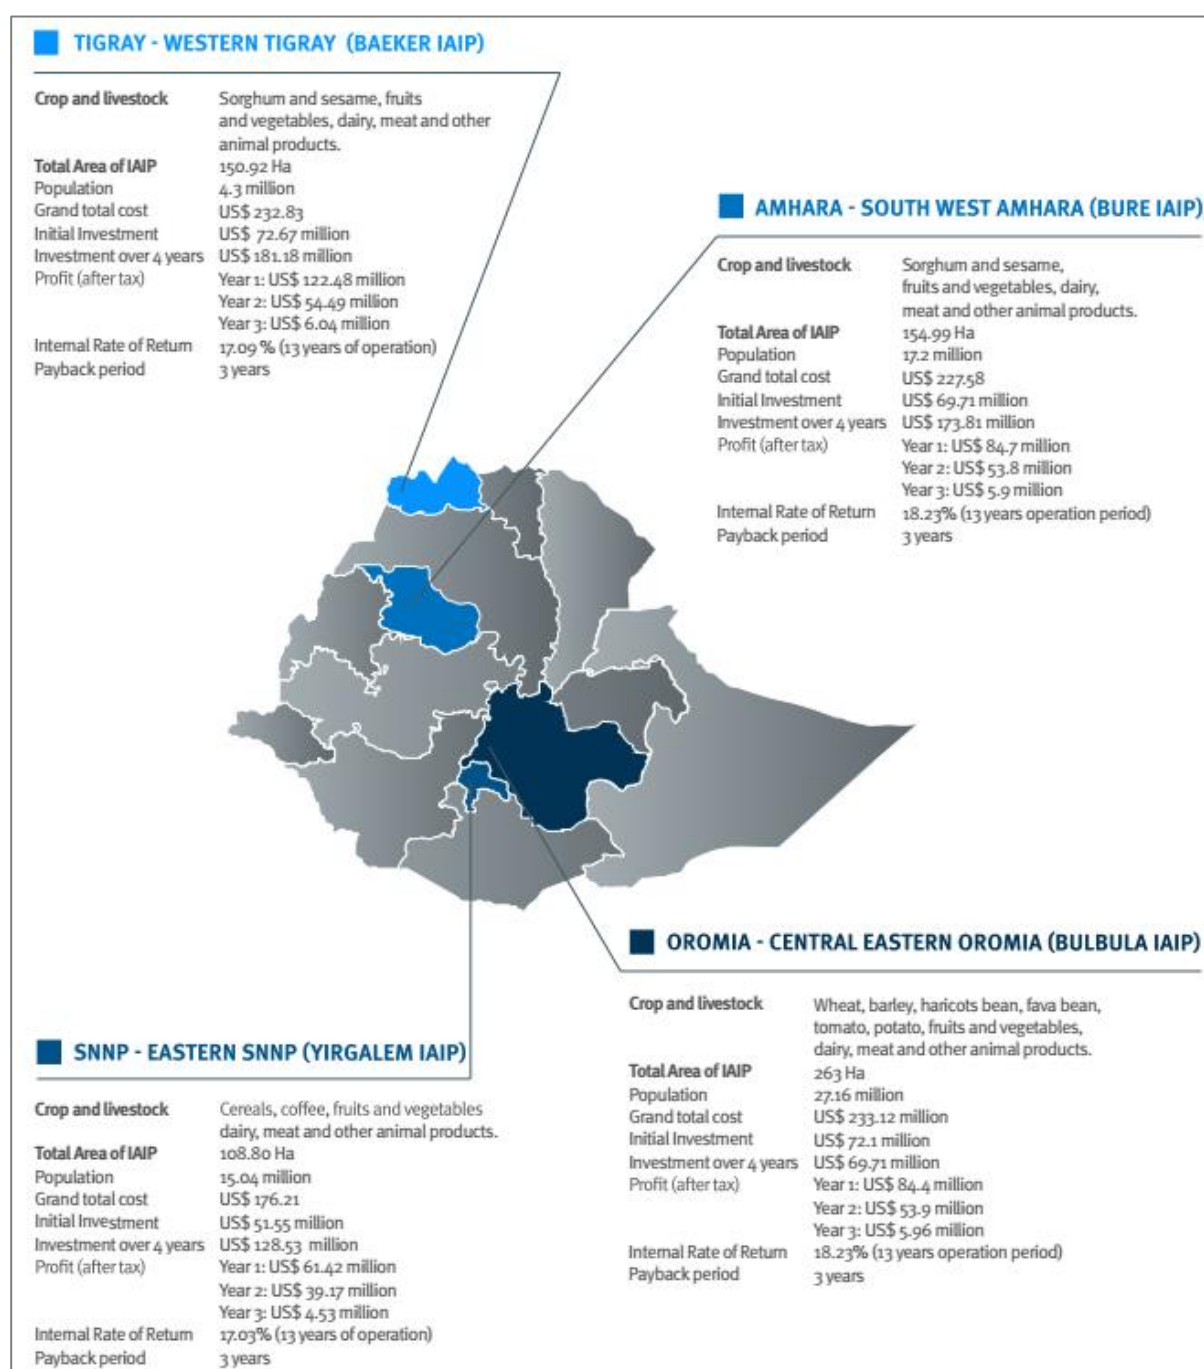 TIGRAY - WESTERN TIGRAY (BAEKER IAIP)
Crop and livestock Sorghum and sesame, fruits
and vegetables, dairy, meat and other
animal products.
Total Area of IAIP 150.92 Ha
Population 4.3 million
Grand total cost US$ 232.83
Initial Investment US$ 72.67 million
Investment over 4 years US$ 181.18 million
Profit (after tax) Year 1: US$ 122.48 million
Year 2: US$ 54.49 million
Year 3: US$ 6.04 million
Internal Rate of Return 17.09 % (13 years of operation)
Payback period 3 years
AMHARA - SOUTH WEST AMHARA (BURE IAIP)
Crop and livestock Sorghum and sesame,
fruits and vegetables, dairy,
meat and other animal products.
Total Area of IAIP 154.99 Ha
Population 17.2 million
Grand total cost US$ 227.58
Initial Investment US$ 69.71 million
Investment over 4 years US$ 173.81 million
Profit (after tax) Year 1: US$ 84.7 million
Year 2: US$ 53.8 million
Year 3: US$ 5.9 million
Internal Rate of Return 18.23% (13 years operation period)
Payback period 3 years
OROMIA - CENTRAL EASTERN OROMIA (BULBULA IAIP)
Crop and livestock Wheat, barley, haricots bean, fava bean,
tomato, potato, fruits and vegetables,
dairy, meat and other animal products.
Total Area of IAIP 263 Ha
Population 27.16 million
Grand total cost US$ 233.12 million
Initial Investment US$ 72.1 million
Investment over 4 years US$ 69.71 million
Profit (after tax) Year 1: US$ 84.4 million
Year 2: US$ 53.9 million
Year 3: US$ 5.96 million
Internal Rate of Return 18.23% (13 years operation period)
Payback period 3 years
SNNP - EASTERN SNNP (YIRGALEM IAIP)
Crop and livestock Cereals, coffee, fruits and vegetables
dairy, meat and other animal products.
Total Area of IAIP 108.80 Ha
Population 15.04 million
Grand total cost US$ 176.21
Initial Investment US$ 51.55 million
Investment over 4 years US$ 128.53 million
Profit (after tax) Year 1: US$ 61.42 million
Year 2: US$ 39.17 million
Year 3: US$ 4.53 million
Internal Rate of Return 17.03% (13 years of operation)
Payback period 3 years